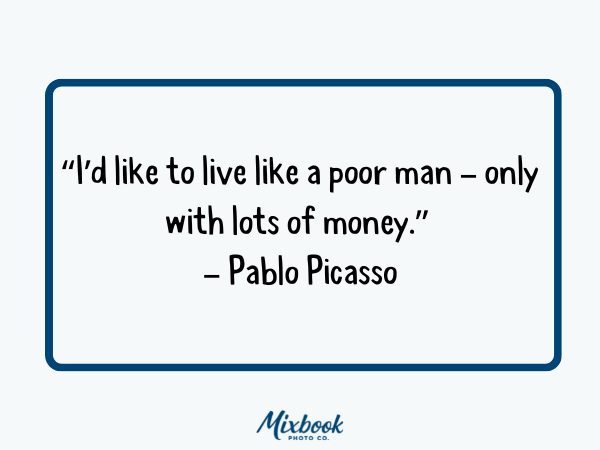 “I’d like to live like a poor man – only
with lots of money.”
– Pablo Picasso
Mixbook
PHOTO CO.